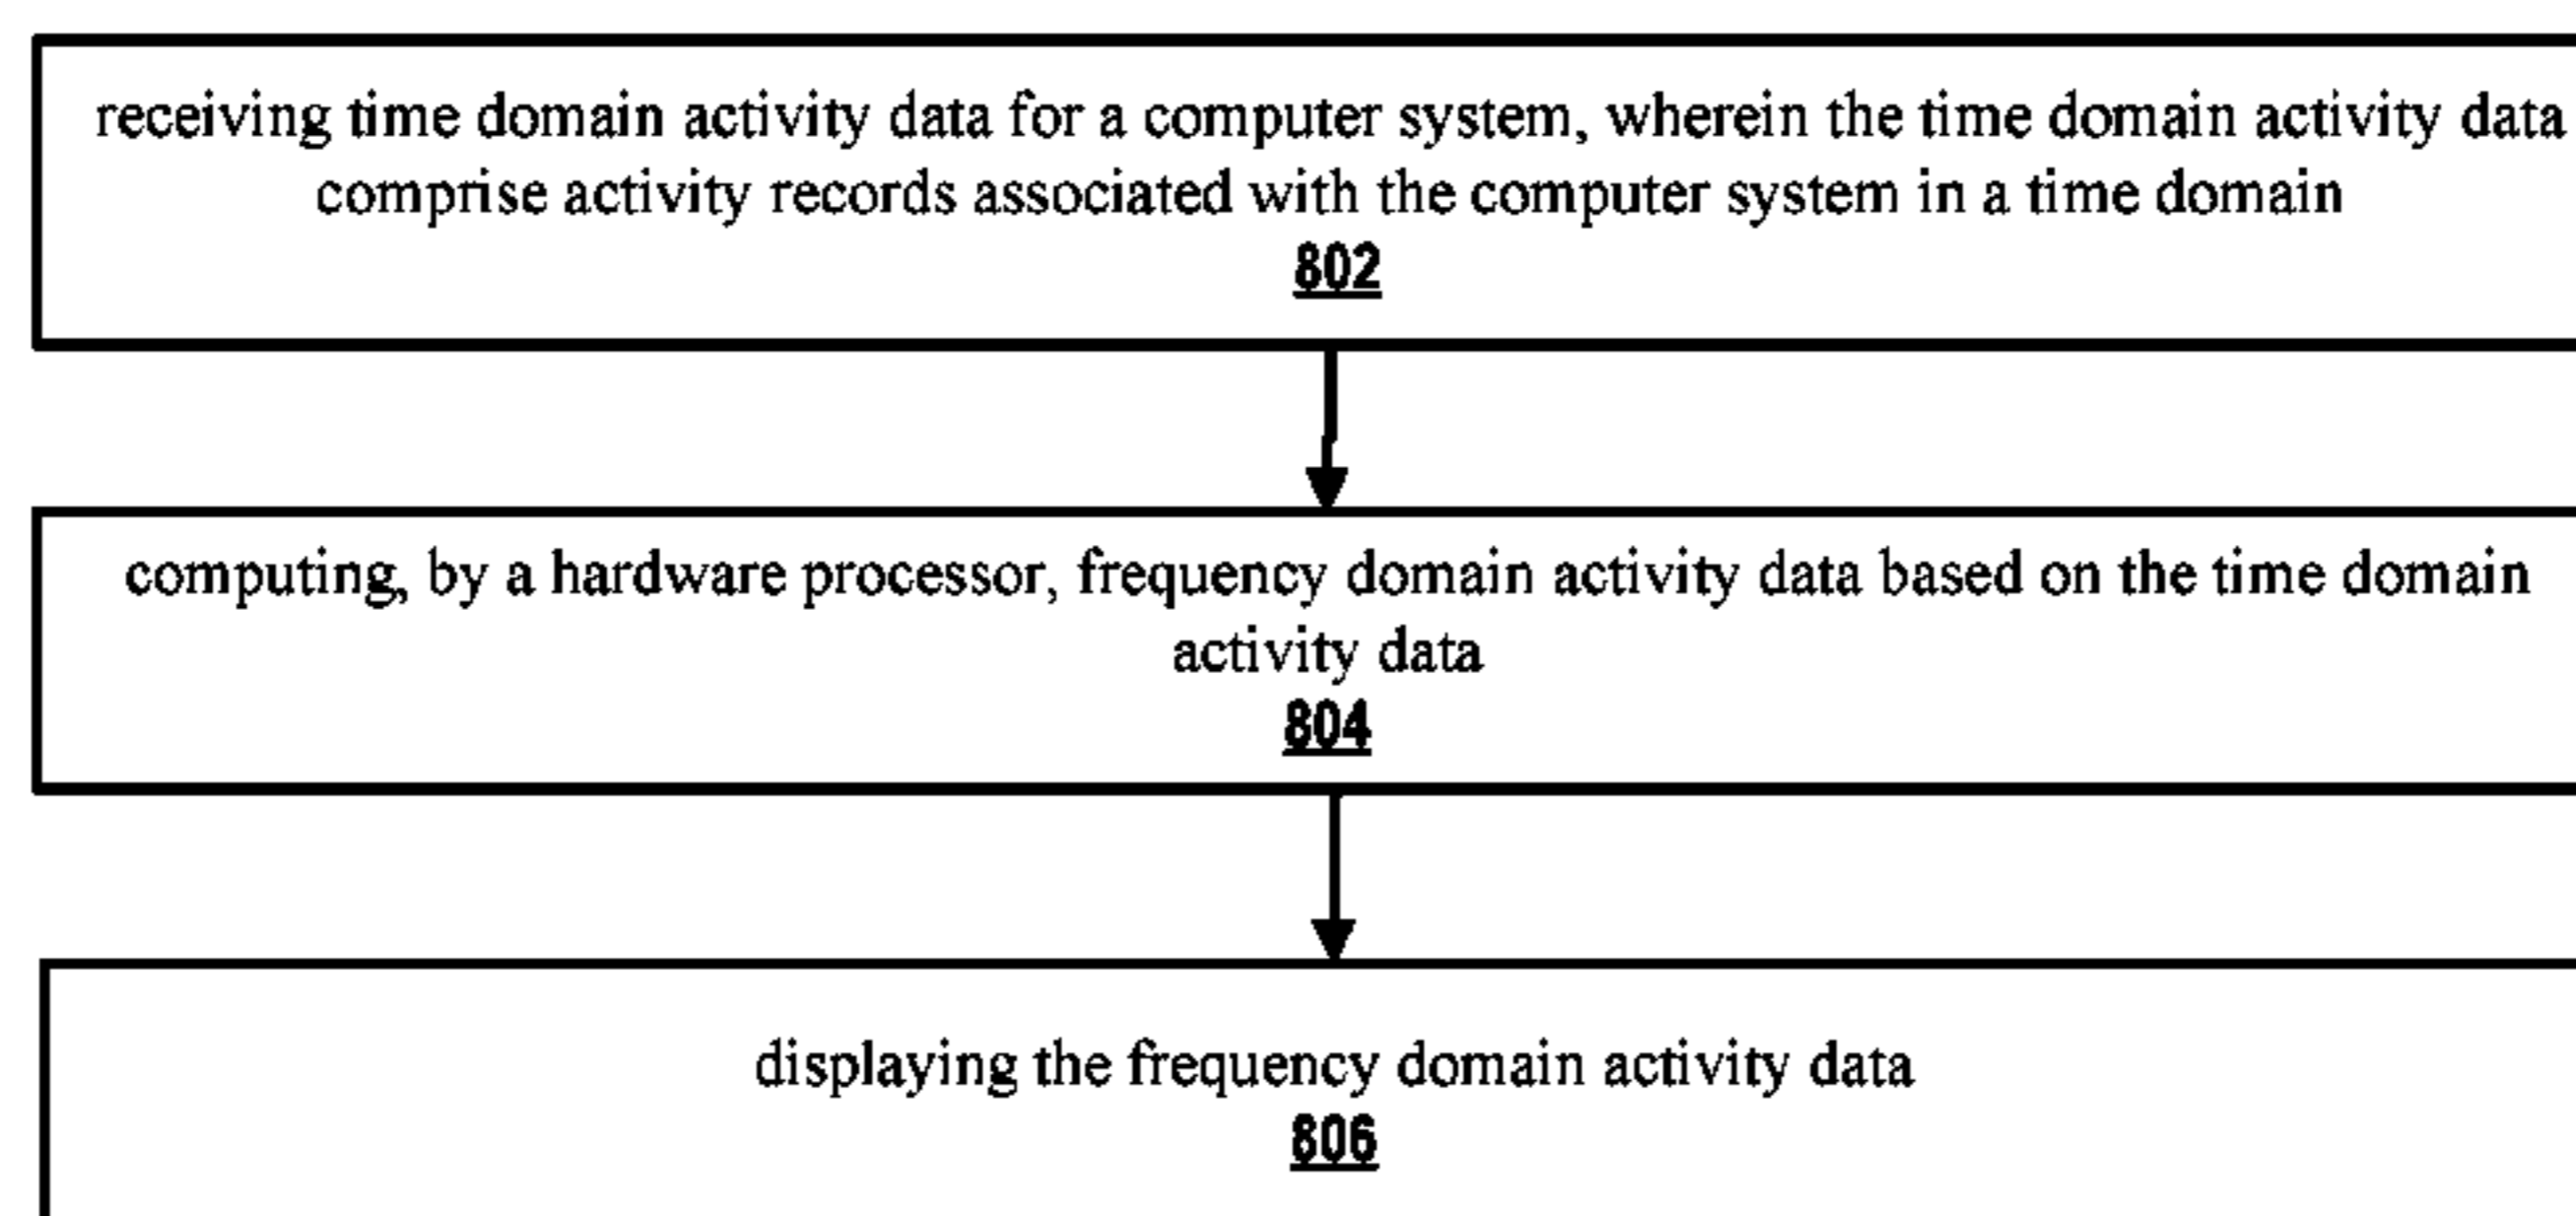 receiving time domain activity data for a computer system, wherein the time domain activity data
comprise activity records associated with the computer system in a time domain
802
computing, by a hardware processor, frequency domain activity data based on the time domain
activity data
804
displaying the frequency domain activity data
806